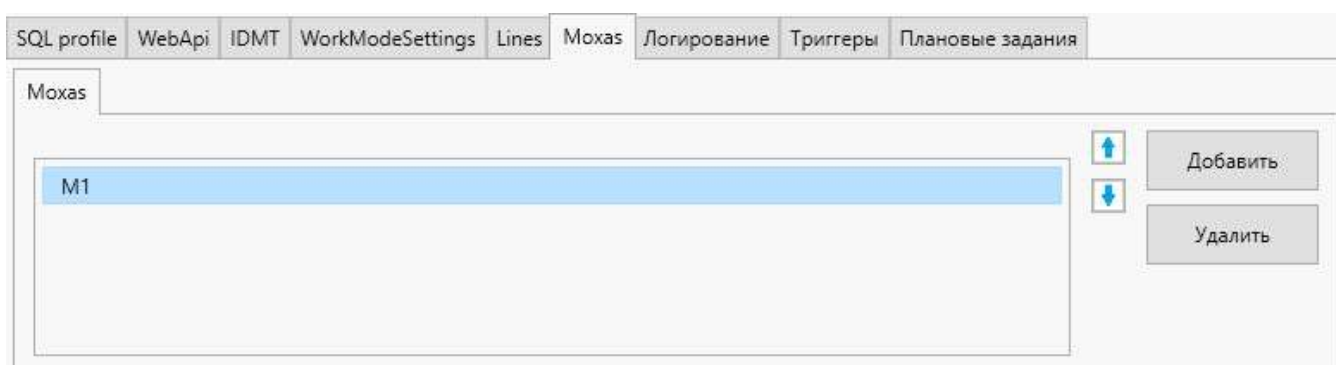 SQL profile WebApi IDMT WorkModeSettings Lines Moxas Логирование Триггеры Плановые задания
Moxas
Добавить
M1
Удалить